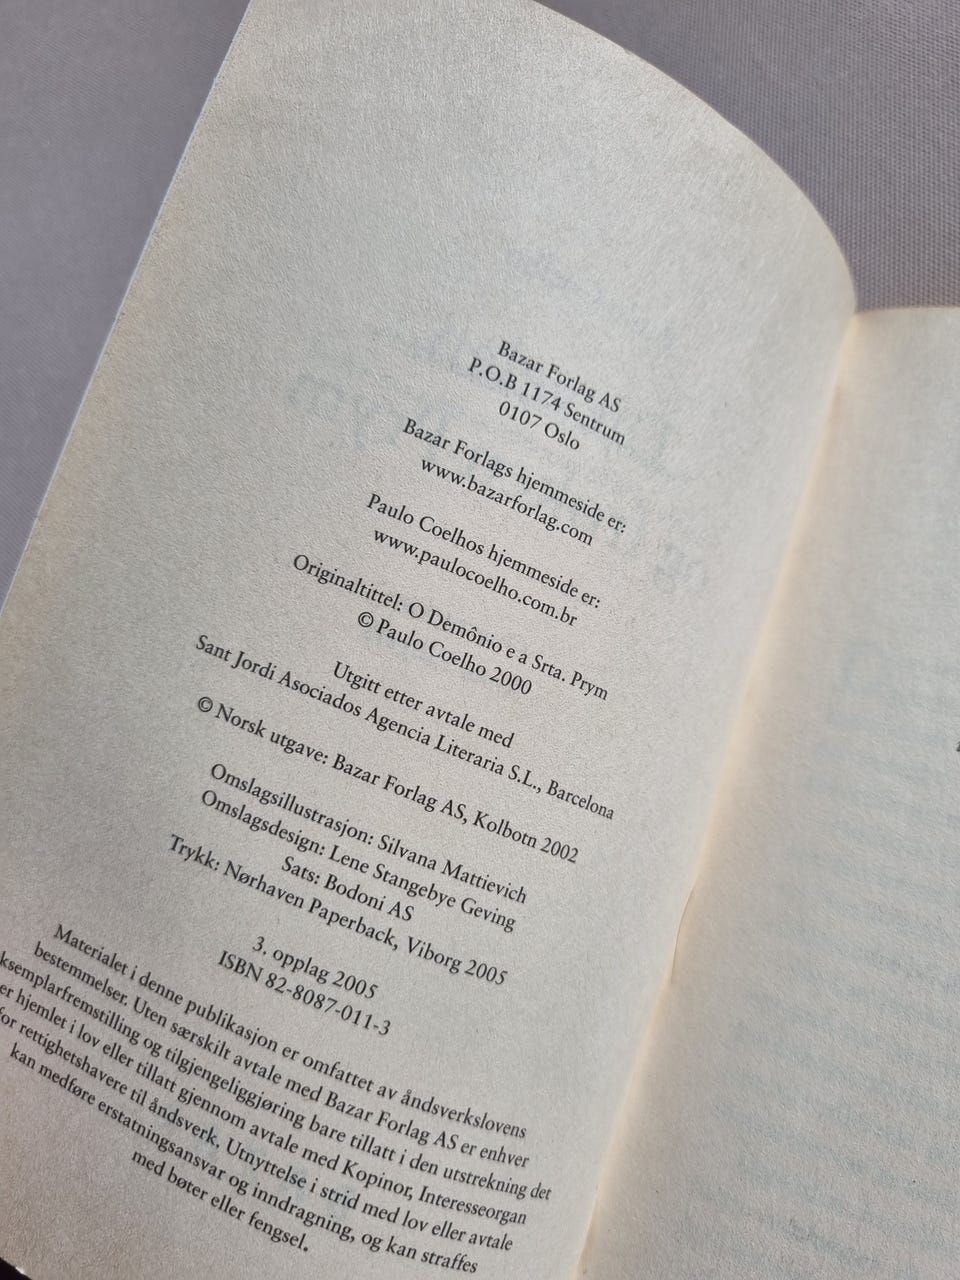 Bazar Forlag AS
P.O.B 1174 Sentrum
0107 Oslo
Bazar Forlags hjemmeside er:
www.bazarforlag.com
Paulo Coelhos hjemmeside er:
www.paulocoelho.com.br
Originaltittel: O Demônio e a Srta. Prym
© Paulo Coelho 2000
Utgitt etter avtale med
Sant Jordi Asociados Agencia Literaria S.L., Barcelona
© Norsk utgave: Bazar Forlag AS, Kolbotn 2002
Omslagsillustrasjon: Silvana Mattievich
Omslagsdesign: Lene Stangebye Geving
Sats: Bodoni AS
Trykk: Nørhaven Paperback, Viborg 2005
3. opplag 2005
ISBN 82-8087-011-3
Materialet i denne publikasjon er omfattet av åndsverkslovens
bestemmelser. Uten særskilt avtale med Bazar Forlag AS er enhver
ksemplarfremstilling og tilgjengeliggjøring bare tillatt i den utstrekning det
er hjemlet i lov eller tillatt gjennom avtale med Kopinor, Interesseorgan
for rettighetshavere til åndsverk. Utnyttelse i strid med lov eller avtale
kan medføre erstatningsansvar og inndragning, og kan straffes
med bøter eller fengsel.